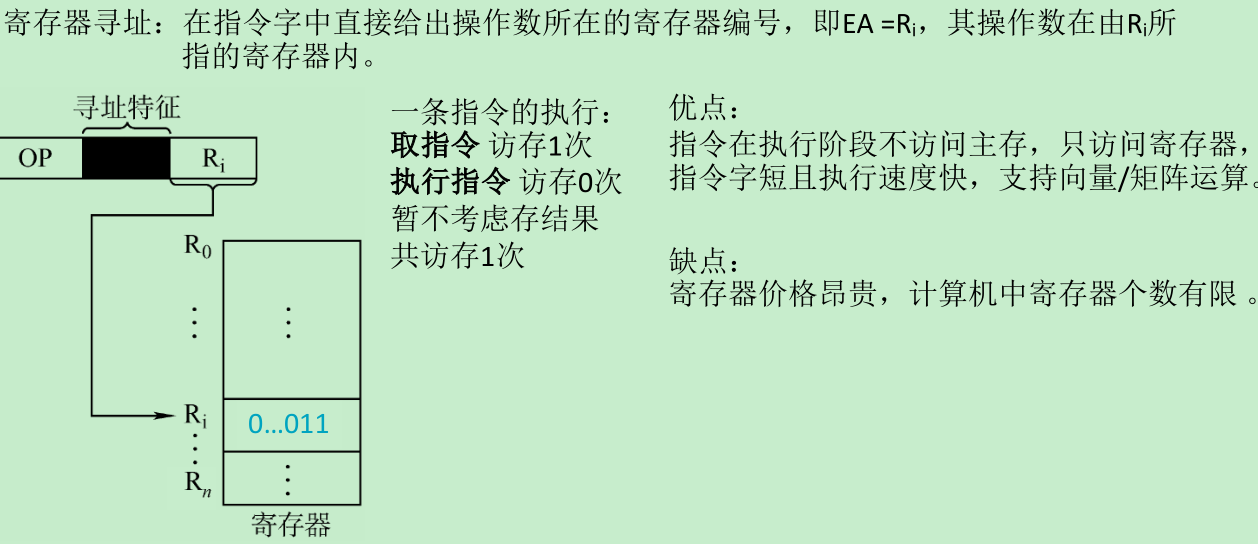 寄存器寻址：在指令字中直接给出操作数所在的寄存器编号，即EA =Ri，其操作数在由Ri所
指的寄存器内。
寻址特征
OP
Ri
一条指令的执行：
取指令 访存1次
执行指令 访存0次
暂不考虑存结果
共访存1次
优点：
指令在执行阶段不访问主存，只访问寄存器，
指令字短且执行速度快，支持向量/矩阵运算。
缺点：
寄存器价格昂贵，计算机中寄存器个数有限 。
R0
⋮ ⋮
Ri 0...011
⋮
Rn ⋮
寄存器